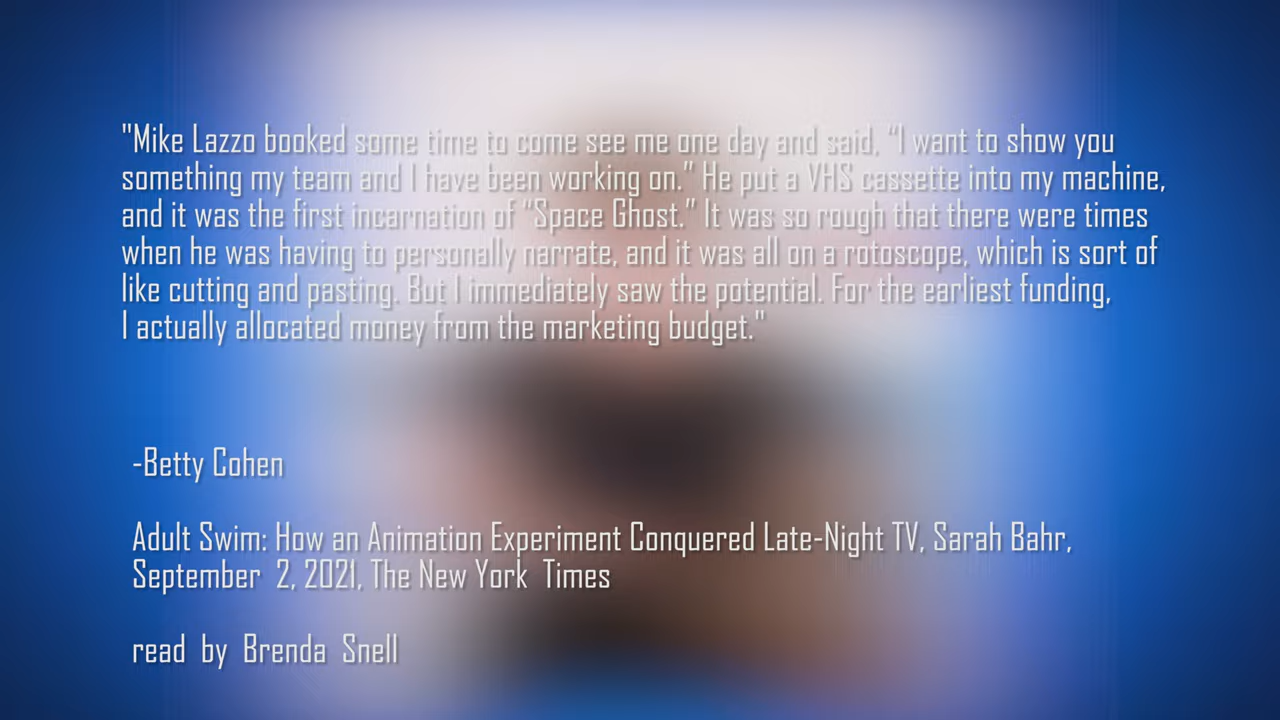 "Mike Lazzo booked some time to come see me one day and said, “I want to show you
something my team and I have been working on.” He put a VHS cassette into my machine,
and it was the first incarnation of “Space Ghost.” It was so rough that there were times
when he was having to personally narrate, and it was all on a rotoscope, which is sort of
like cutting and pasting. But I immediately saw the potential. For the earliest funding,
I actually allocated money from the marketing budget."
-Betty Cohen
Adult Swim: How an Animation Experiment Conquered Late-Night TV, Sarah Bahr,
September 2, 2021, The New York Times
read by Brenda Snell